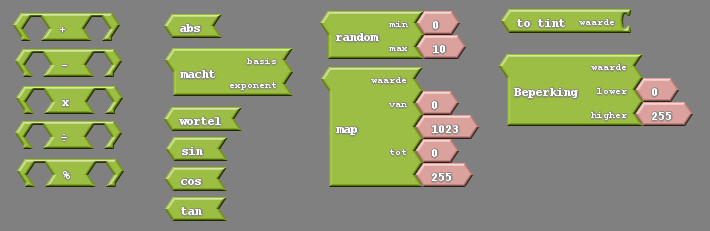 +
-
x
÷
%
abs
macht
basis
exponent
wortel
sin
cos
tan
random
min
0
max
10
map
waarde
van
0
1023
tot
0
255
to tint waarde
Beperking
waarde
lower
0
higher
255